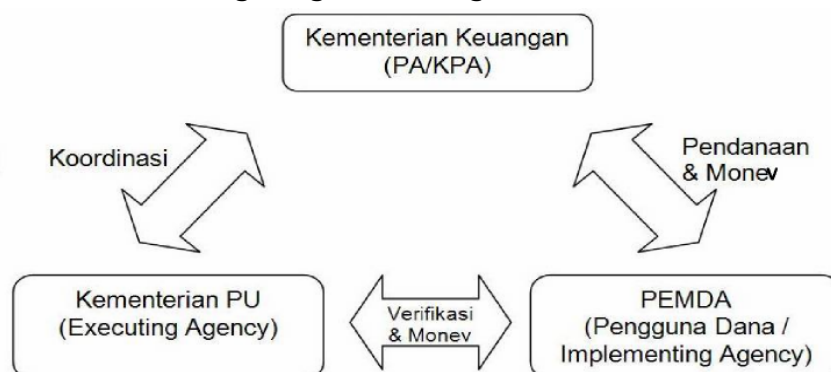 Kementerian Keuangan
(PA/KPA)
Koordinasi
Pendanaan
& Monev
Kementerian PU
(Executing Agency)
Verifikasi
& Monev
PEMDA
(Pengguna Dana /
Implementing Agency)